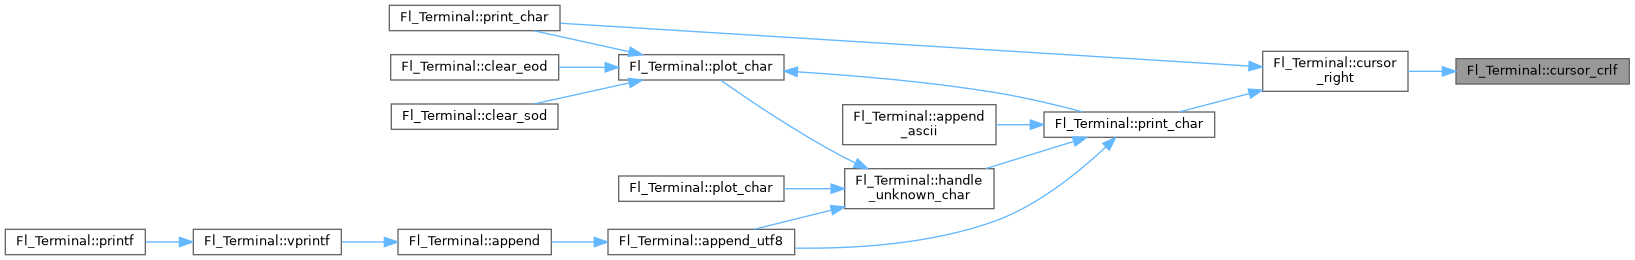 Fl_Terminal::print_char
Fl_Terminal::clear_eod
Fl_Terminal::plot_char
Fl_Terminal::clear_sod
Fl_Terminal::cursor
_right
Fl_Terminal::cursor_crlf
Fl_Terminal::append
_ascii
Fl_Terminal::print_char
Fl_Terminal::plot_char
Fl_Terminal::handle
_unknown_char
Fl_Terminal::printf
Fl_Terminal::vprintf
Fl_Terminal::append
Fl_Terminal::append_utf8